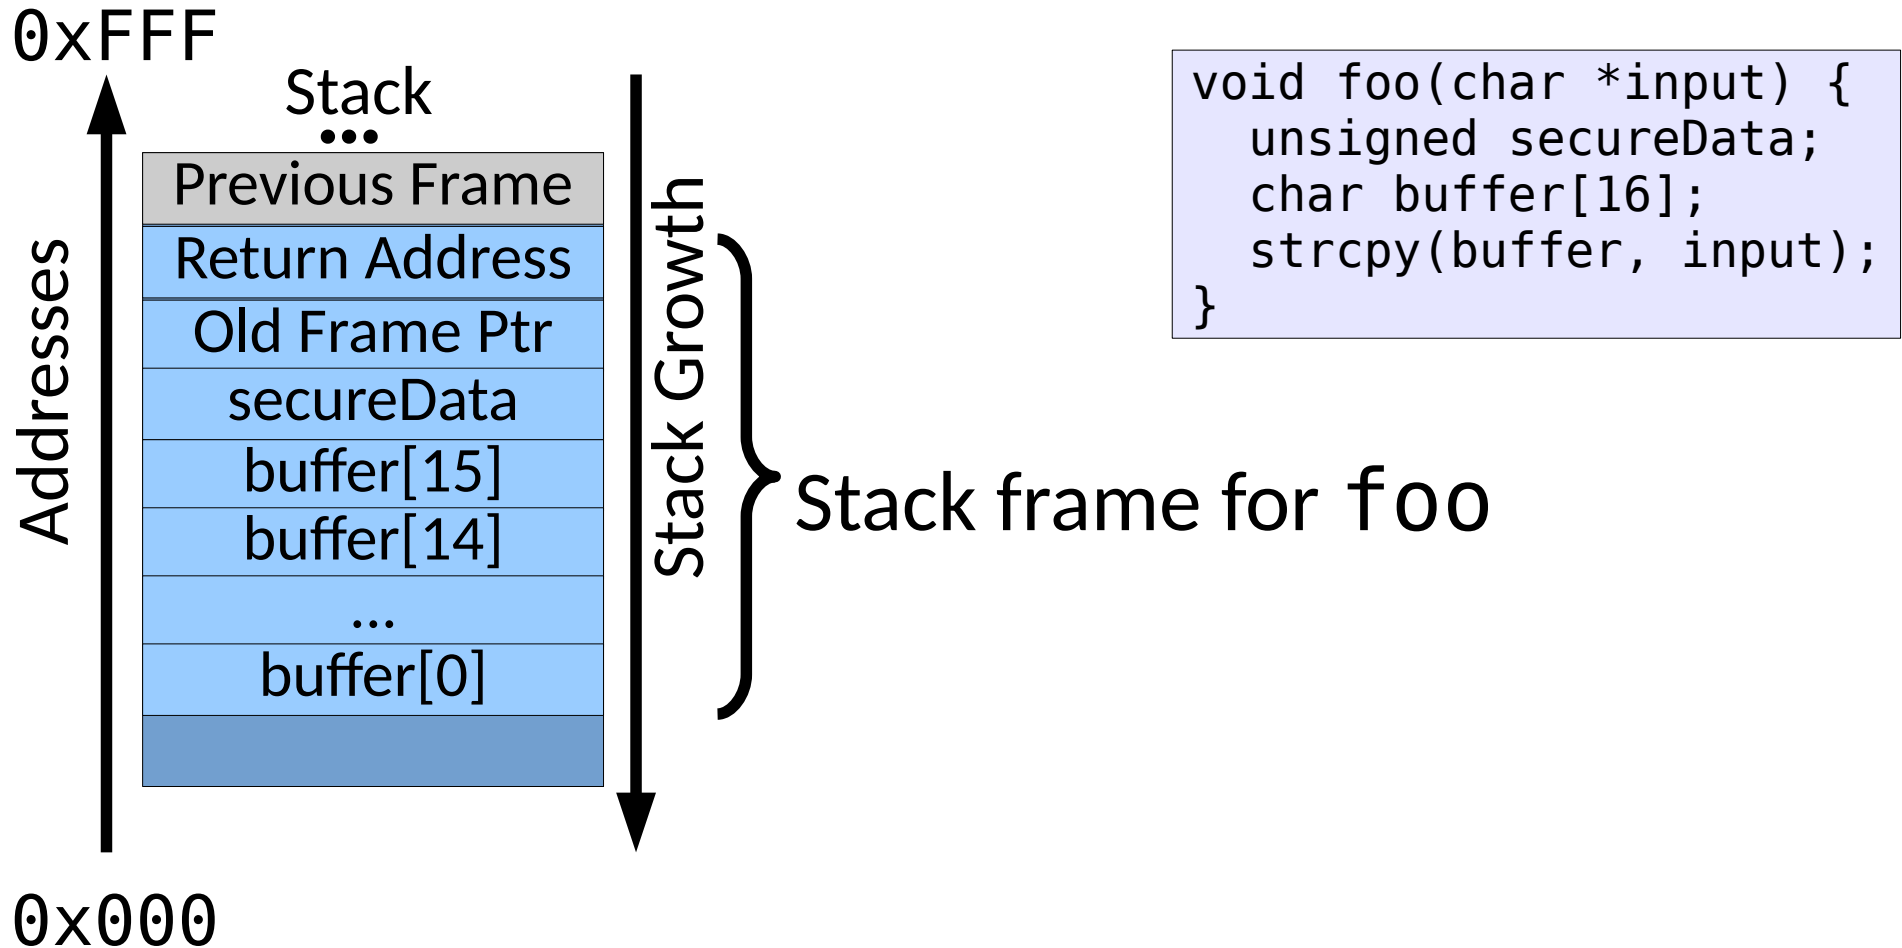 0xFFF
Stack
...
Previous Frame
Return Address
Old Frame Ptr
secureData
buffer[15]
buffer[14]
...
buffer[0]
Addresses
Stack Growth
Stack frame for foo
0x000
void foo(char *input) {
  unsigned secureData;
  char buffer[16];
  strcpy(buffer, input);
}